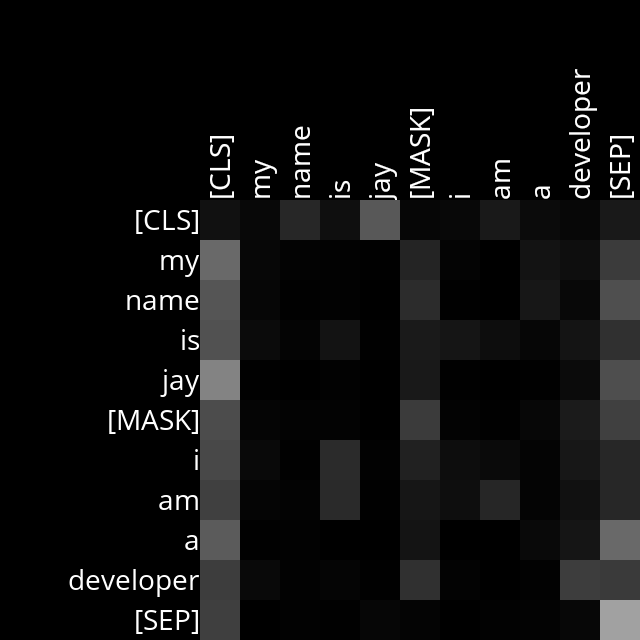 [CLS] my name is jay [MASK] i am a developer [SEP]
[CLS]
my
name
is
jay
[MASK]
i
am
a
developer
[SEP]